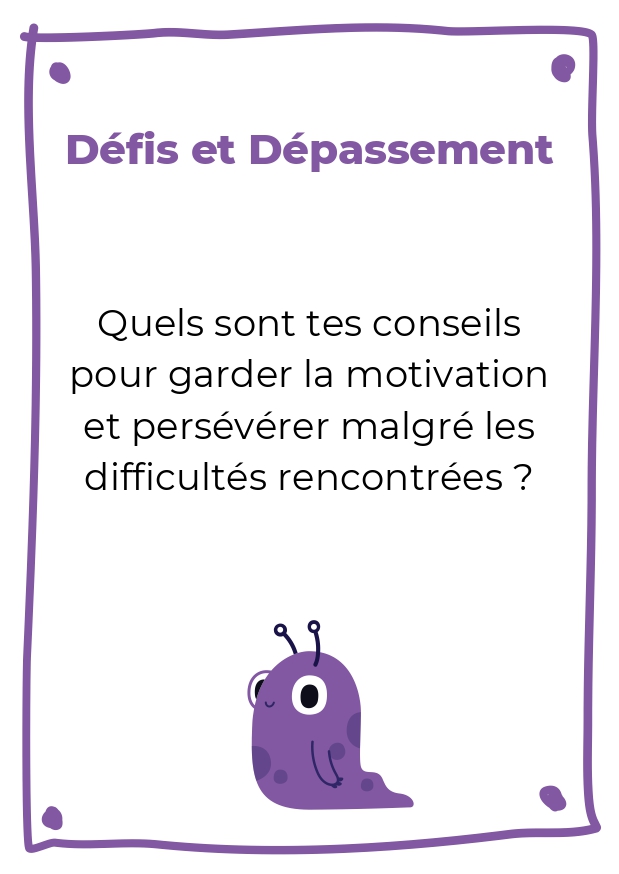 Défis et Dépassement
Quels sont tes conseils
pour garder la motivation
et persévérer malgré les
difficultés rencontrées ?